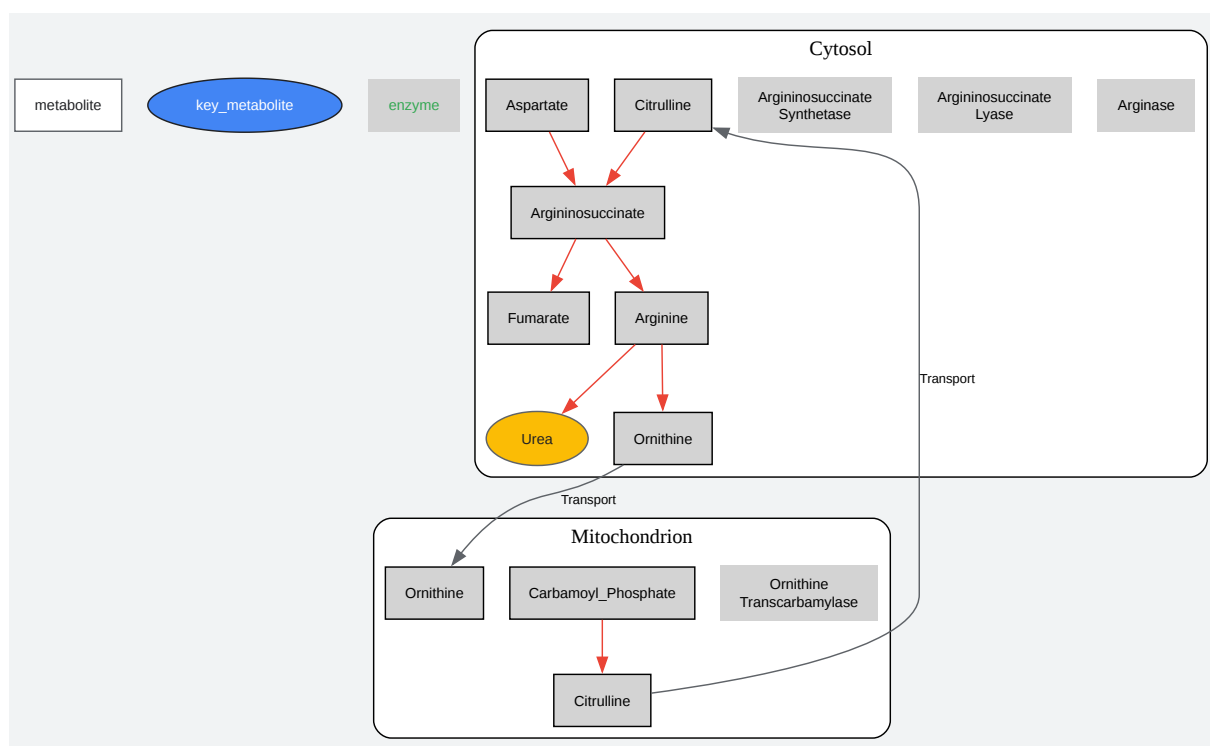 Cytosol
metabolite
key_metabolite
enzyme
Aspartate
Citrulline
Argininosuccinate
Synthetase
Argininosuccinate
Lyase
Arginase
Argininosuccinate
Fumarate
Arginine
Transport
Urea
Ornithine
Transport
Mitochondrion
Ornithine
Carbamoyl_Phosphate
Ornithine
Transcarbamylase
Citrulline